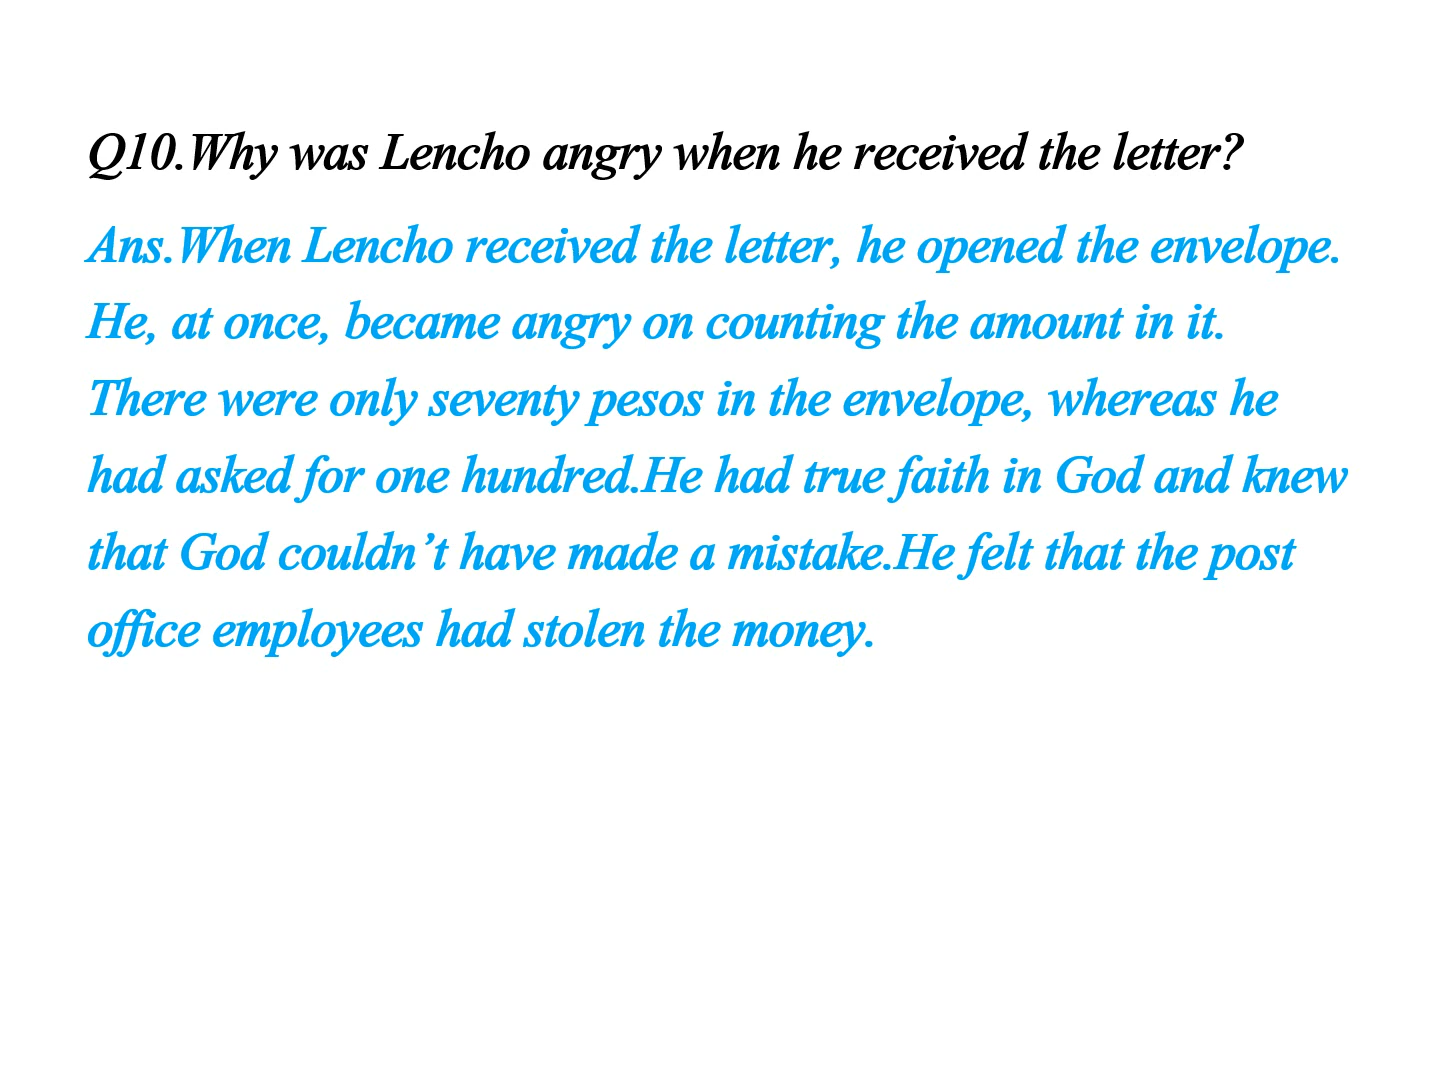 Q10.Why was Lencho angry when he received the letter?
Ans.When Lencho received the letter, he opened the envelope.
He, at once, became angry on counting the amount in it.
There were only seventy pesos in the envelope, whereas he
had asked for one hundred.He had true faith in God and knew
that God couldn’t have made a mistake.He felt that the post
office employees had stolen the money.